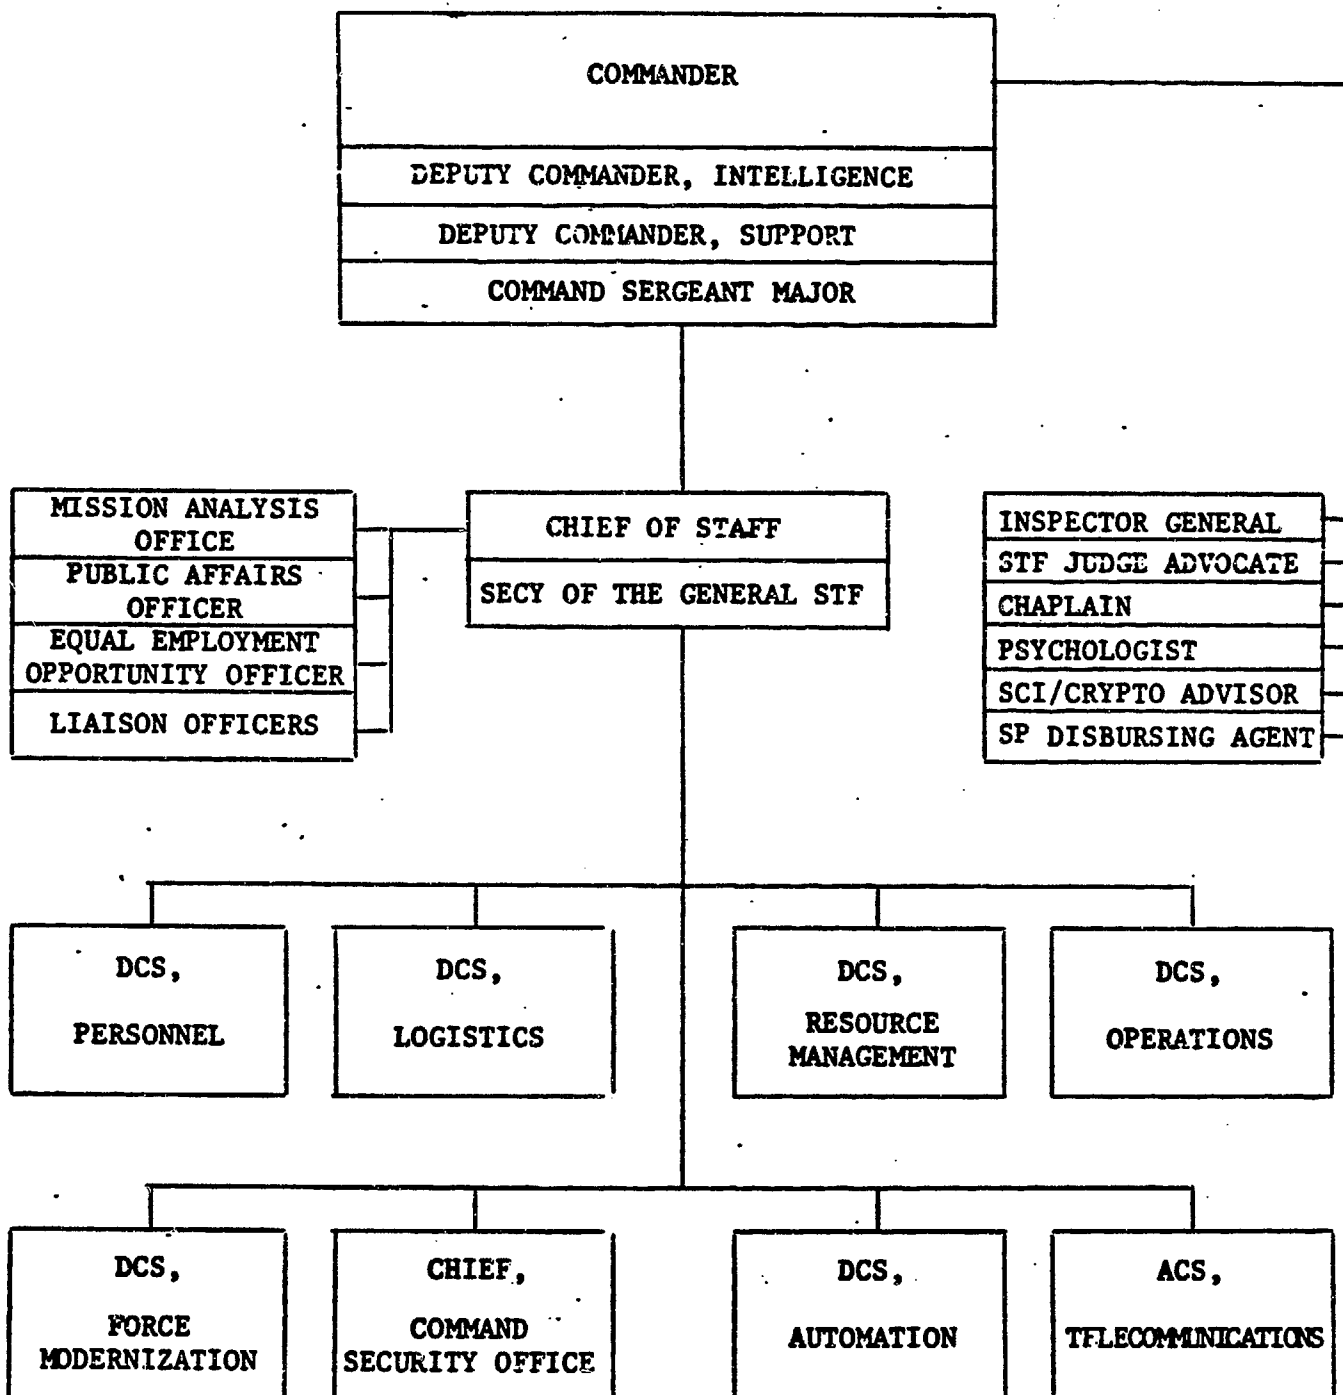 COMMANDER
DEPUTY COMMANDER, INTELLIGENCE
DEPUTY COMMANDER, SUPPORT
COMMAND SERGEANT MAJOR
MISSION ANALYSIS
OFFICE
PUBLIC AFFAIRS
OFFICER
EQUAL EMPLOYMENT
OPPORTUNITY OFFICER
LIAISON OFFICERS
CHIEF OF STAFF
SECY OF THE GENERAL STF
INSPECTOR GENERAL
STF JUDGE ADVOCATE
CHAPLAIN
PSYCHOLOGIST
SCI/CRYPTO ADVISOR
SP DISBURSING AGENT
DCS,
PERSONNEL
DCS,
LOGISTICS
DCS,
RESOURCE
MANAGEMENT
DCS,
OPERATIONS
DCS,
FORCE
MODERNIZATION
CHIEF,
COMMAND
SECURITY OFFICE
DCS,
AUTOMATION
ACS,
TELECOMMUNICATIONS